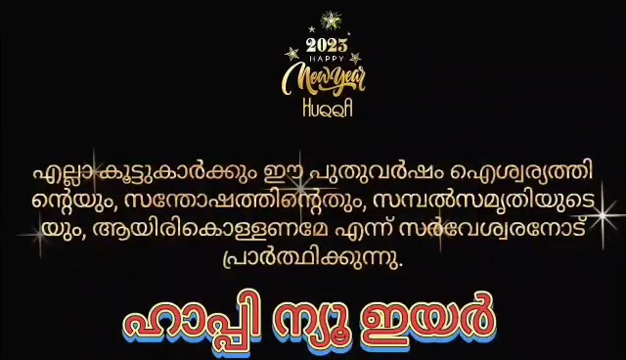 2023
HAPPY
New Year
HUQQA
എല്ലാ കൂട്ടുകാർക്കും ഈ പുതുവർഷം ഐശ്വര്യത്തി
ന്റെയും, സന്തോഷത്തിന്റെതും, സമ്പൽസമൃതിയുടെ
യും, ആയിരികൊള്ളണമേ എന്ന് സർവേശ്വരനോട്
പ്രാർത്ഥിക്കുന്നു.
ഹാപ്പി ന്യൂ ഇയർ